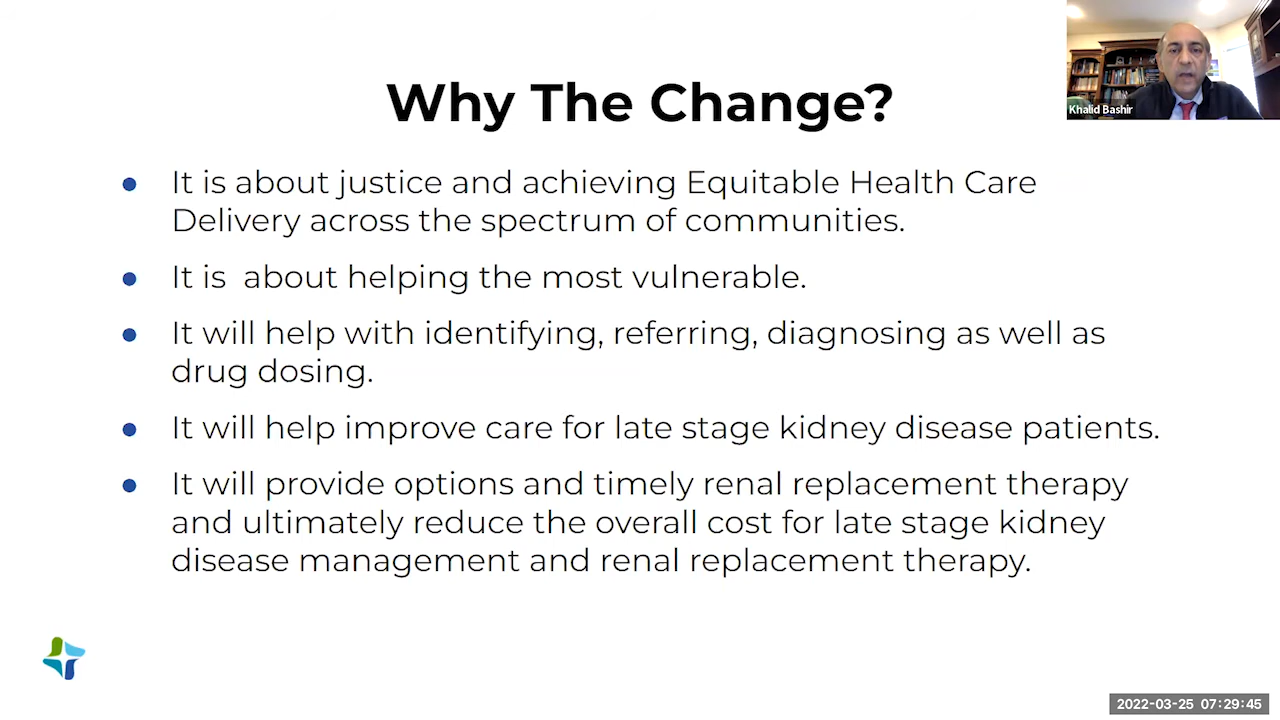 Why The Change?
Khalid Bashir
● It is about justice and achieving Equitable Health Care
Delivery across the spectrum of communities.
● It is  about helping the most vulnerable.
● It will help with identifying, referring, diagnosing as well as
drug dosing.
● It will help improve care for late stage kidney disease patients.
● It will provide options and timely renal replacement therapy
and ultimately reduce the overall cost for late stage kidney
disease management and renal replacement therapy.
2022-03-25 07:29:45